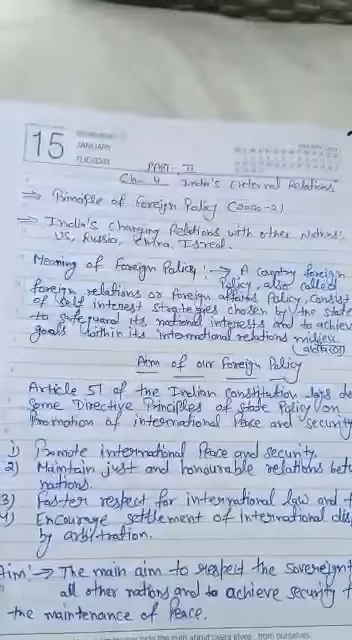 15
JANUARY
TUESDAY
PART-II
Ch-4 India's External Relations
⇒ Principle of Foreign Policy (2020-21)
⇒ India's Changing Relations with other Nations:
US, Russia, China, Isreal.
Meaning of Foreign Policy:→ A country foreign
Policy, also called
foreign relations or foreign affairs Policy, consist
of self interest strategies chosen by the state
to safeguard its national interests and to achieve
goals within its international relations milieu
Aim of our Foreign Policy
Article 51 of the Indian constitution lays
Some Directive Principles of State Policy on
Promotion of international Peace and security
1) Promote international Peace and security.
2) Maintain just and honourable relations
nations.
3) Foster respect for international law and
4) Encourage settlement of International
by arbitration.
Aim:→ The main aim to respect the
all other nations and to achieve security
the maintenance of Peace.